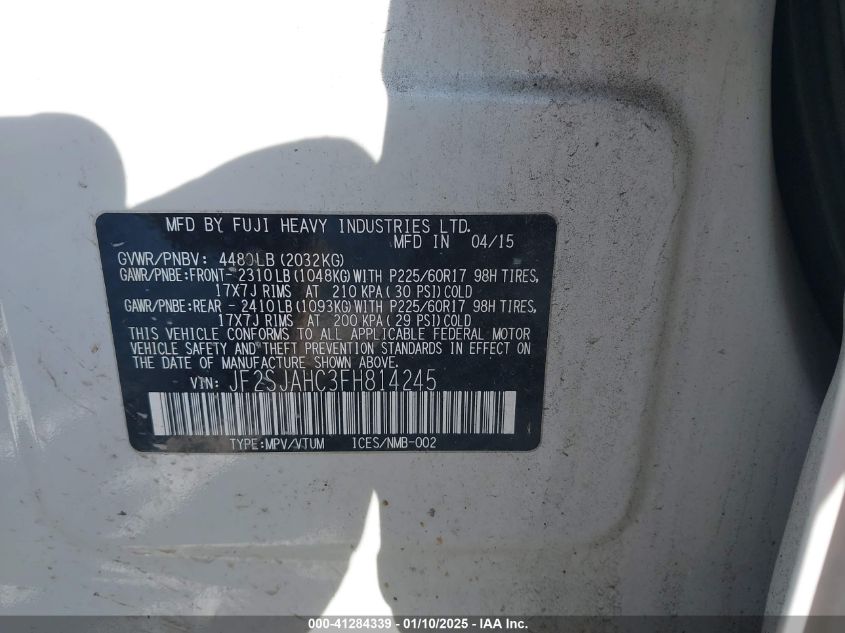 MFD BY FUJI HEAVY INDUSTRIES LTD.
MFD IN 04/15
GVWR/PNBV: 4480LB(2032KG)
GAWR/PNBE:FRONT-2310LB(1048KG)WITH P225/60R17 98H TIRES,
17X7J RIMS AT 210 KPA(30 PSI)COLD
GAWR/PNBE:REAR -2410LB(1093KG)WITH P225/60R17 98H TIRES,
17X7J RIMS AT 200 KPA(29 PSI)COLD
THIS VEHICLE CONFORMS TO ALL APPLICABLE FEDERAL MOTOR
VEHICLE SAFETY AND THEFT PREVENTION STANDARDS IN EFFECT ON
THE DATE OF MANUFACTURE SHOWN ABOVE.
VIN: JF2SJAHC3FH814245
TYPE:MPV/VTUM ICES/NMB-002
000-41284339 - 01/10/2025 - IAA Inc.